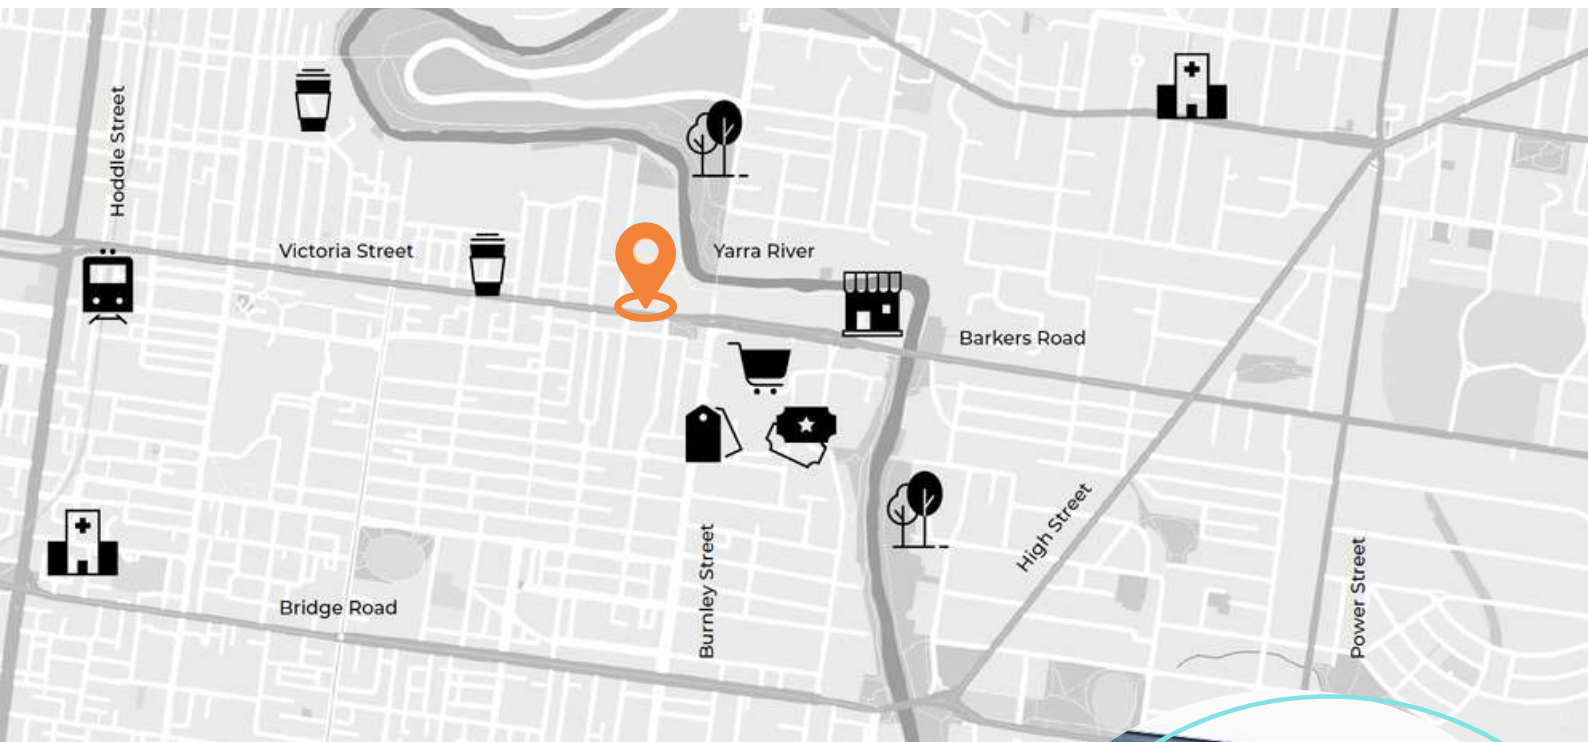 Hoddle Street
Victoria Street
Yarra River
Barkers Road
Bridge Road
Burnley Street
High Street
Power Street